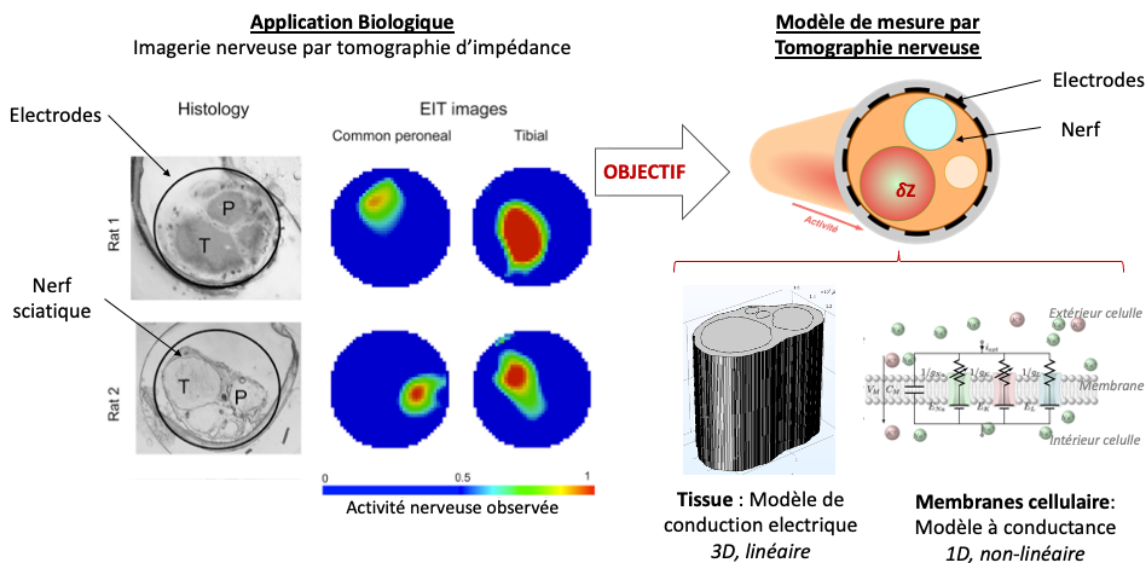 Application Biologique
Imagerie nerveuse par tomographie d'impédance
Electrodes
Histology
EIT images
Common peroneal
Tibial
Rat 1
P
T
Nerf
sciatique
Rat 2
T
P
0
0.5
1
Activité nerveuse observée
OBJECTIF
Modèle de mesure par
Tomographie nerveuse
Electrodes
Nerf
δZ
Activité
Extérieur cellule
Membrane
Intérieur celulle
Tissue : Modèle de
conduction electrique
3D, linéaire
Membranes cellulaire:
Modèle à conductance
1D, non-linéaire